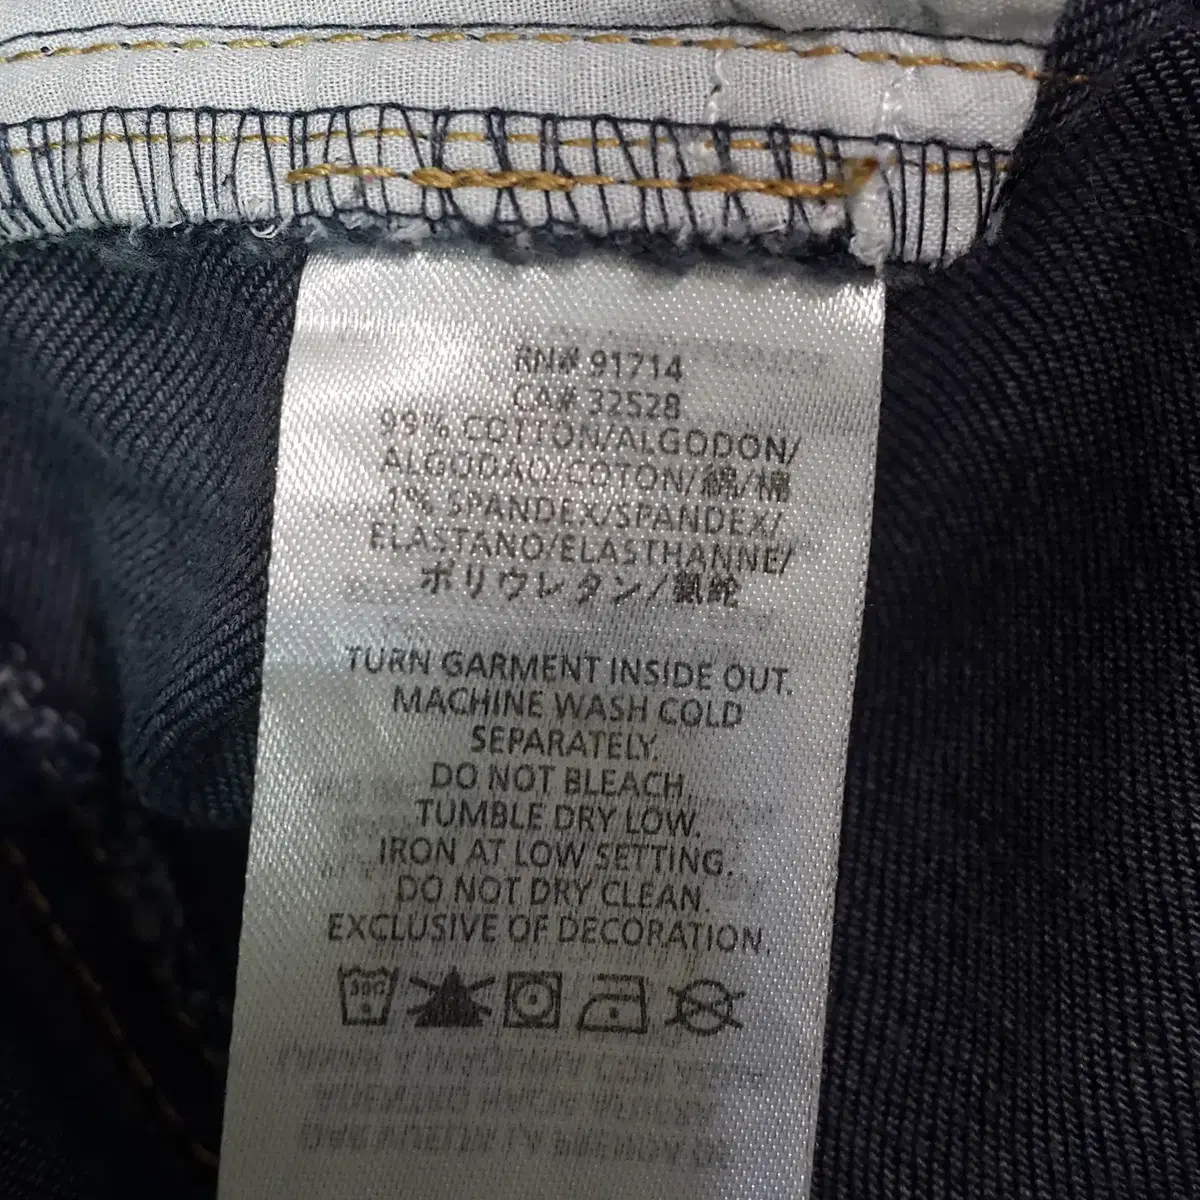 RN# 91714
CA# 32528
99% COTTON/ALGODON/
ALGODAO/COTON/綿/棉
1% SPANDEX/SPANDEX/
ELASTANO/ELASTHANNE/
ポリウレタン/氨纶
TURN GARMENT INSIDE OUT.
MACHINE WASH COLD
SEPARATELY.
DO NOT BLEACH.
TUMBLE DRY LOW.
IRON AT LOW SETTING.
DO NOT DRY CLEAN.
EXCLUSIVE OF DECORATION.
30C